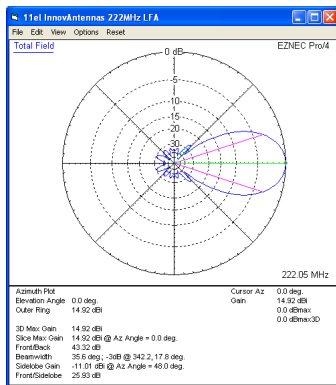 11el InnovAntennas 222MHz LFA
File Edit View Options Reset
Total Field
EZNEC Pro/4
0 dB
-5
-10
-15
-20
-30
222.05 MHz
Azimuth Plot
Cursor Az 0.0 deg.
Elevation Angle 0.0 deg.
Gain 14.92 dBi
Outer Ring 14.92 dBi
0.0 dBmax
0.0 dBmax3D
3D Max Gain 14.92 dBi
Slice Max Gain 14.92 dBi @ Az Angle = 0.0 deg.
Front/Back 43.32 dB
Beamwidth 35.6 deg.; -3dB @ 342.2, 17.8 deg.
Sidelobe Gain -11.01 dBi @ Az Angle = 48.0 deg.
Front/Sidelobe 25.93 dB